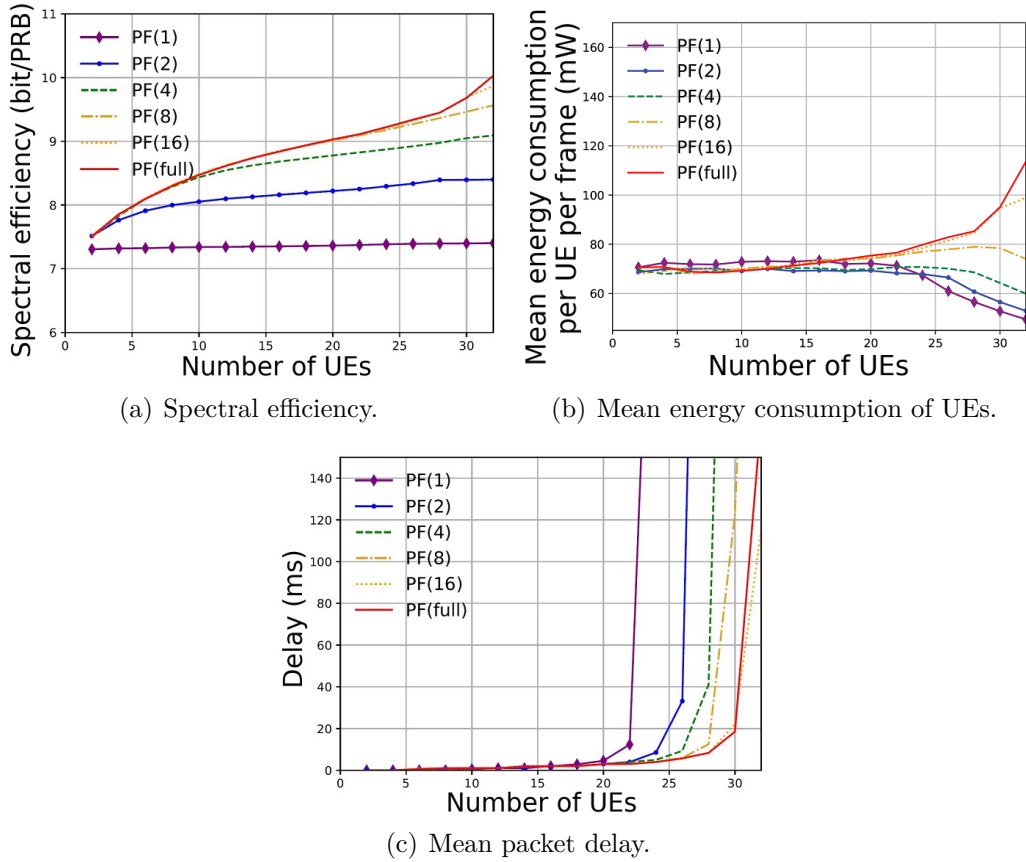 Spectral efficiency (bit/PRB)
11
10
9
8
7
6
PF(1)
PF(2)
PF(4)
PF(8)
PF(16)
PF(full)
0 5 10 15 20 25 30
Number of UEs
(a) Spectral efficiency.
Mean energy consumption
per UE per frame (mW)
160
140
120
100
80
60
PF(1)
PF(2)
PF(4)
PF(8)
PF(16)
PF(full)
0 5 10 15 20 25 30
Number of UEs
(b) Mean energy consumption of UEs.
Delay (ms)
140
120
100
80
60
40
20
0
PF(1)
PF(2)
PF(4)
PF(8)
PF(16)
PF(full)
0 5 10 15 20 25 30
Number of UEs
(c) Mean packet delay.